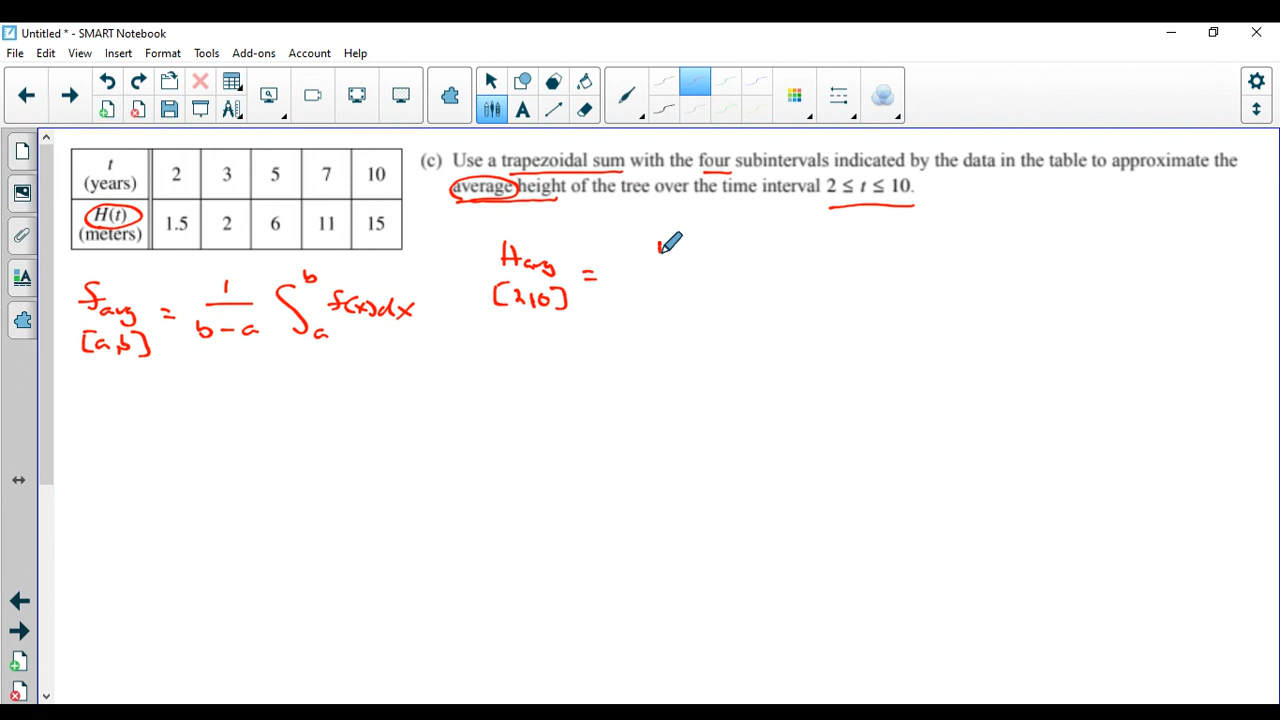 Untitled * - SMART Notebook
File Edit View Insert Format Tools Add-ons Account Help
t (years) 2 3 5 7 10
H(t) (meters) 1.5 2 6 11 15
(c) Use a trapezoidal sum with the four subintervals indicated by the data in the table to approximate the
average height of the tree over the time interval 2 ≤ t ≤ 10.
f avg [a,b] = 1/(b-a) ∫_a^b f(x)dx
H avg [2,10] =